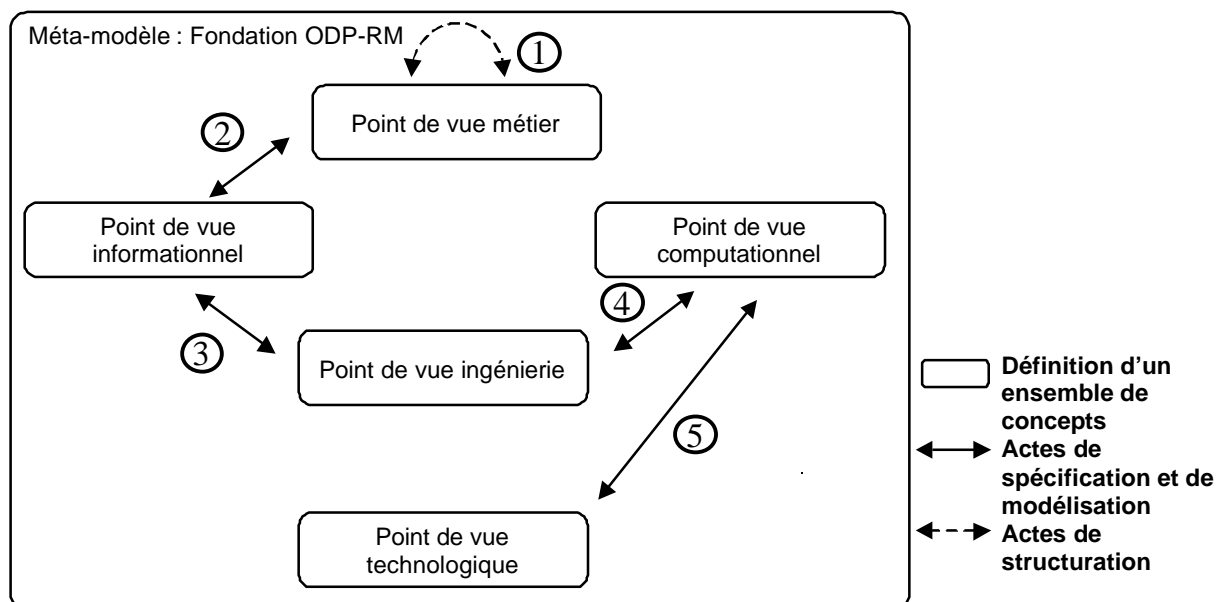 Méta-modèle : Fondation ODP-RM
1
Point de vue métier
2
Point de vue
informationnel
Point de vue
computationnel
3
4
Point de vue ingénierie
5
Point de vue
technologique
Définition d'un
ensemble de
concepts
Actes de
spécification et de
modélisation
Actes de
structuration